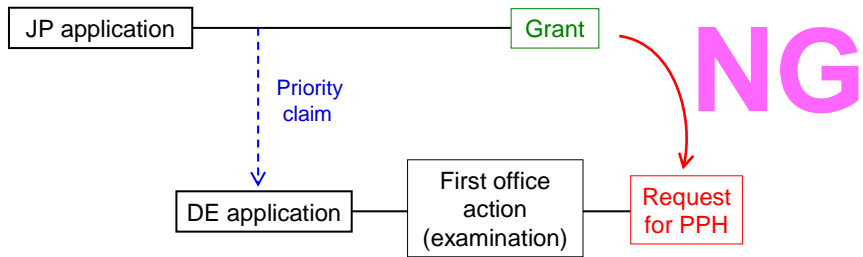 JP application
Grant
NG
Priority
claim
DE application
First office
action
(examination)
Request
for PPH